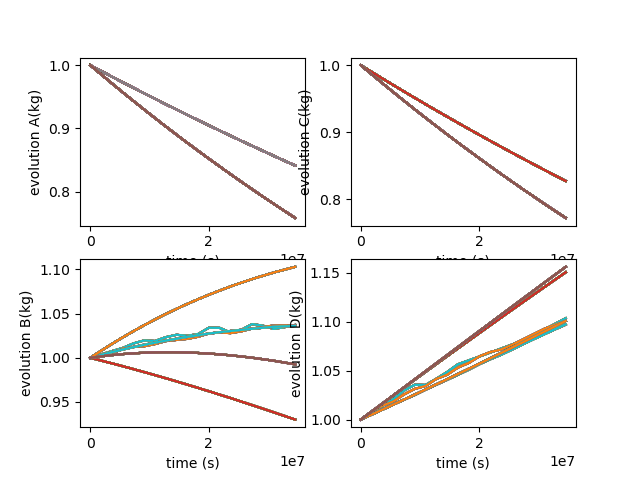 1.0
0.9
0.8
evolution A(kg)
0 2
time (s)
1e7
1.0
0.9
0.8
evolution C(kg)
0 2
time (s)
1e7
1.10
1.05
1.00
0.95
evolution B(kg)
0 2
time (s)
1e7
1.15
1.10
1.05
1.00
evolution D(kg)
0 2
time (s)
1e7